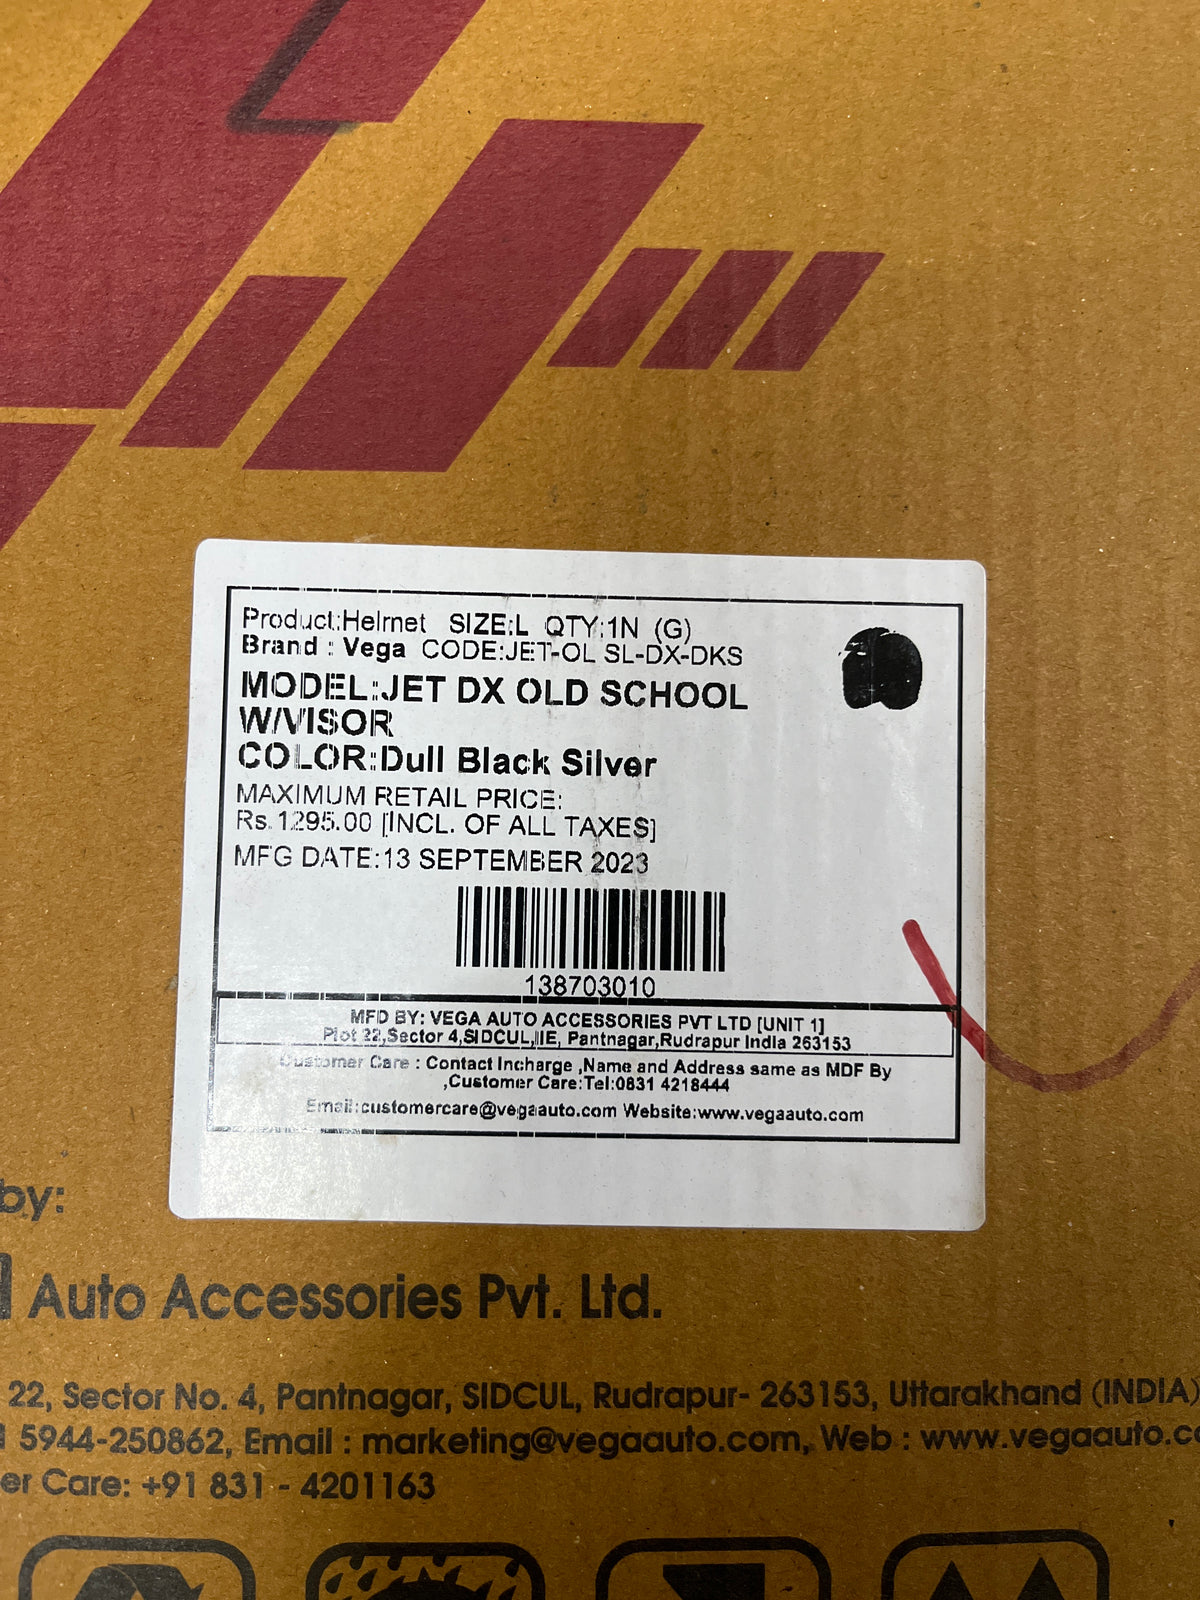 Product:Helmet SIZE:L QTY:1N (G)
Brand : Vega CODE:JET-OL SL-DX-DKS
MODEL:JET DX OLD SCHOOL
W/VISOR
COLOR:Dull Black Silver
MAXIMUM RETAIL PRICE:
Rs.1295.00 [INCL. OF ALL TAXES]
MFG DATE:13 SEPTEMBER 2023
138703010
MFD BY: VEGA AUTO ACCESSORIES PVT LTD [UNIT 1]
Plot 22,Sector 4,SIDCUL,IIE, Pantnagar,Rudrapur India 263153
Customer Care : Contact Incharge ,Name and Address same as MDF By
,Customer Care:Tel:0831 4218444
Email:customercare@vegaauto.com Website:www.vegaauto.com
by:
Auto Accessories Pvt. Ltd.
22, Sector No. 4, Pantnagar, SIDCUL, Rudrapur- 263153, Uttarakhand (INDIA)
5944-250862, Email : marketing@vegaauto.com, Web : www.vegaauto.co
er Care: +91 831 - 4201163